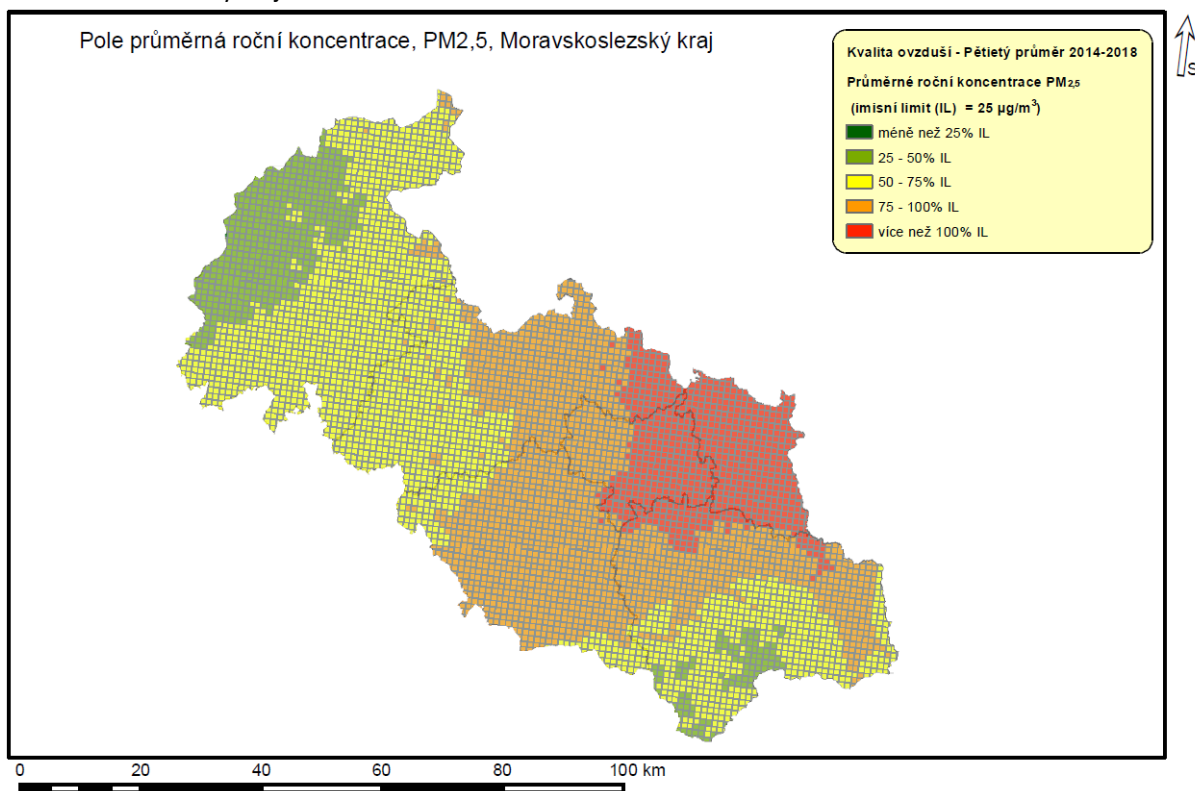 Pole průměrná roční koncentrace, PM2,5, Moravskoslezský kraj
Kvalita ovzduší - Pětietý průměr 2014-2018
Průměrné roční koncentrace PM2,5
(imisní limit (IL) = 25 µg/m³)
méně než 25% IL
25 - 50% IL
50 - 75% IL
75 - 100% IL
více než 100% IL
0 20 40 60 80 100 km